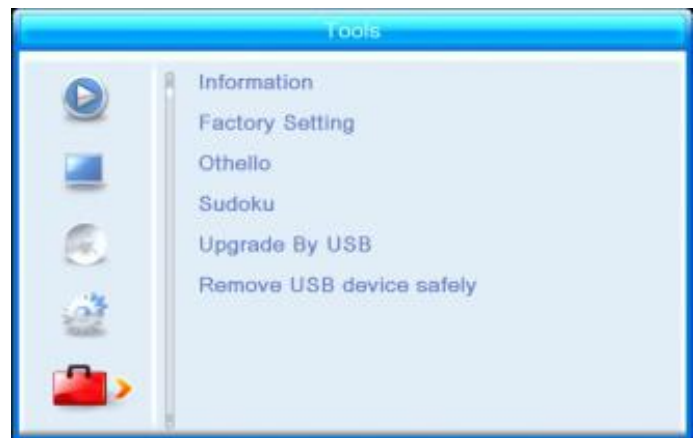 Tools
Information
Factory Setting
Othello
Sudoku
Upgrade By USB
Remove USB device safely